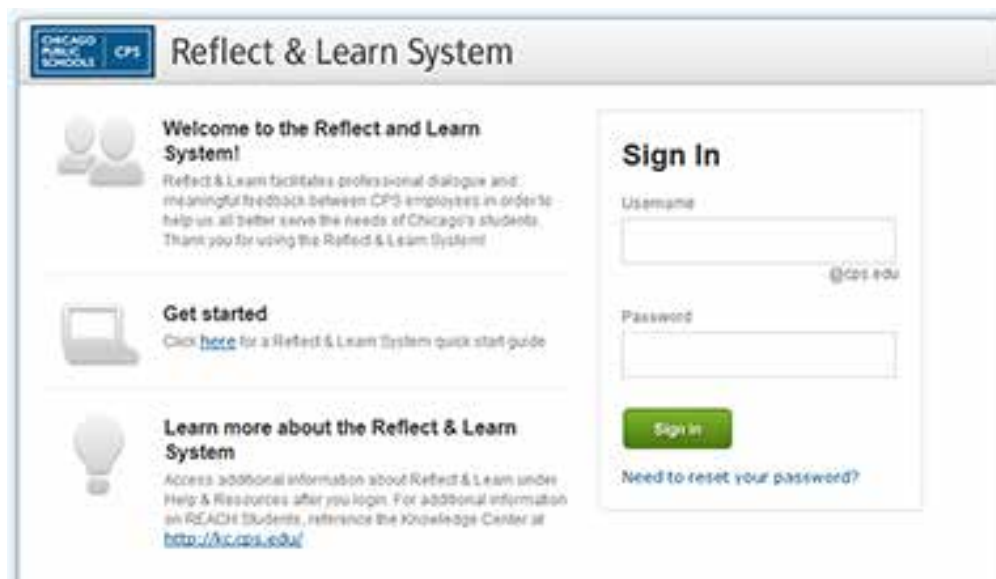 CHICAGO
PUBLIC
SCHOOLS
CPS
Reflect & Learn System
Welcome to the Reflect and Learn
System!
Reflect & Learn facilitates professional dialogue and
meaningful feedback between CPS employees in order to
help us all better serve the needs of Chicago's students.
Thank you for using the Reflect & Learn System!
Get started
Click here for a Reflect & Learn System quick start guide
Learn more about the Reflect & Learn
System
Access additional information about Reflect & Learn under
Help & Resources after you login. For additional information
on REACH Students, reference the Knowledge Center at
http://kc.cps.edu/
Sign In
Username
@cps.edu
Password
Sign in
Need to reset your password?